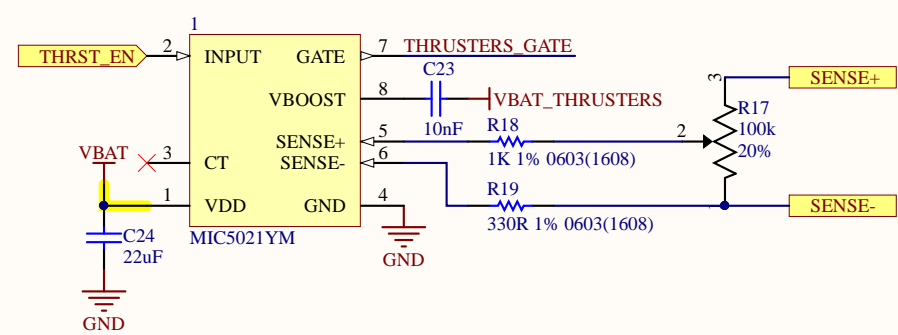 1
THRST_EN
2
INPUT
GATE
7
THRUSTERS_GATE
C23
VBOOST
8
VBAT_THRUSTERS
10nF
3
SENSE+
R17
100k
20%
SENSE+
5
R18
2
1K 1% 0603(1608)
SENSE-
6
VBAT
3
CT
R19
330R 1% 0603(1608)
SENSE-
1
VDD
GND
4
MIC5021YM
C24
22uF
GND
GND